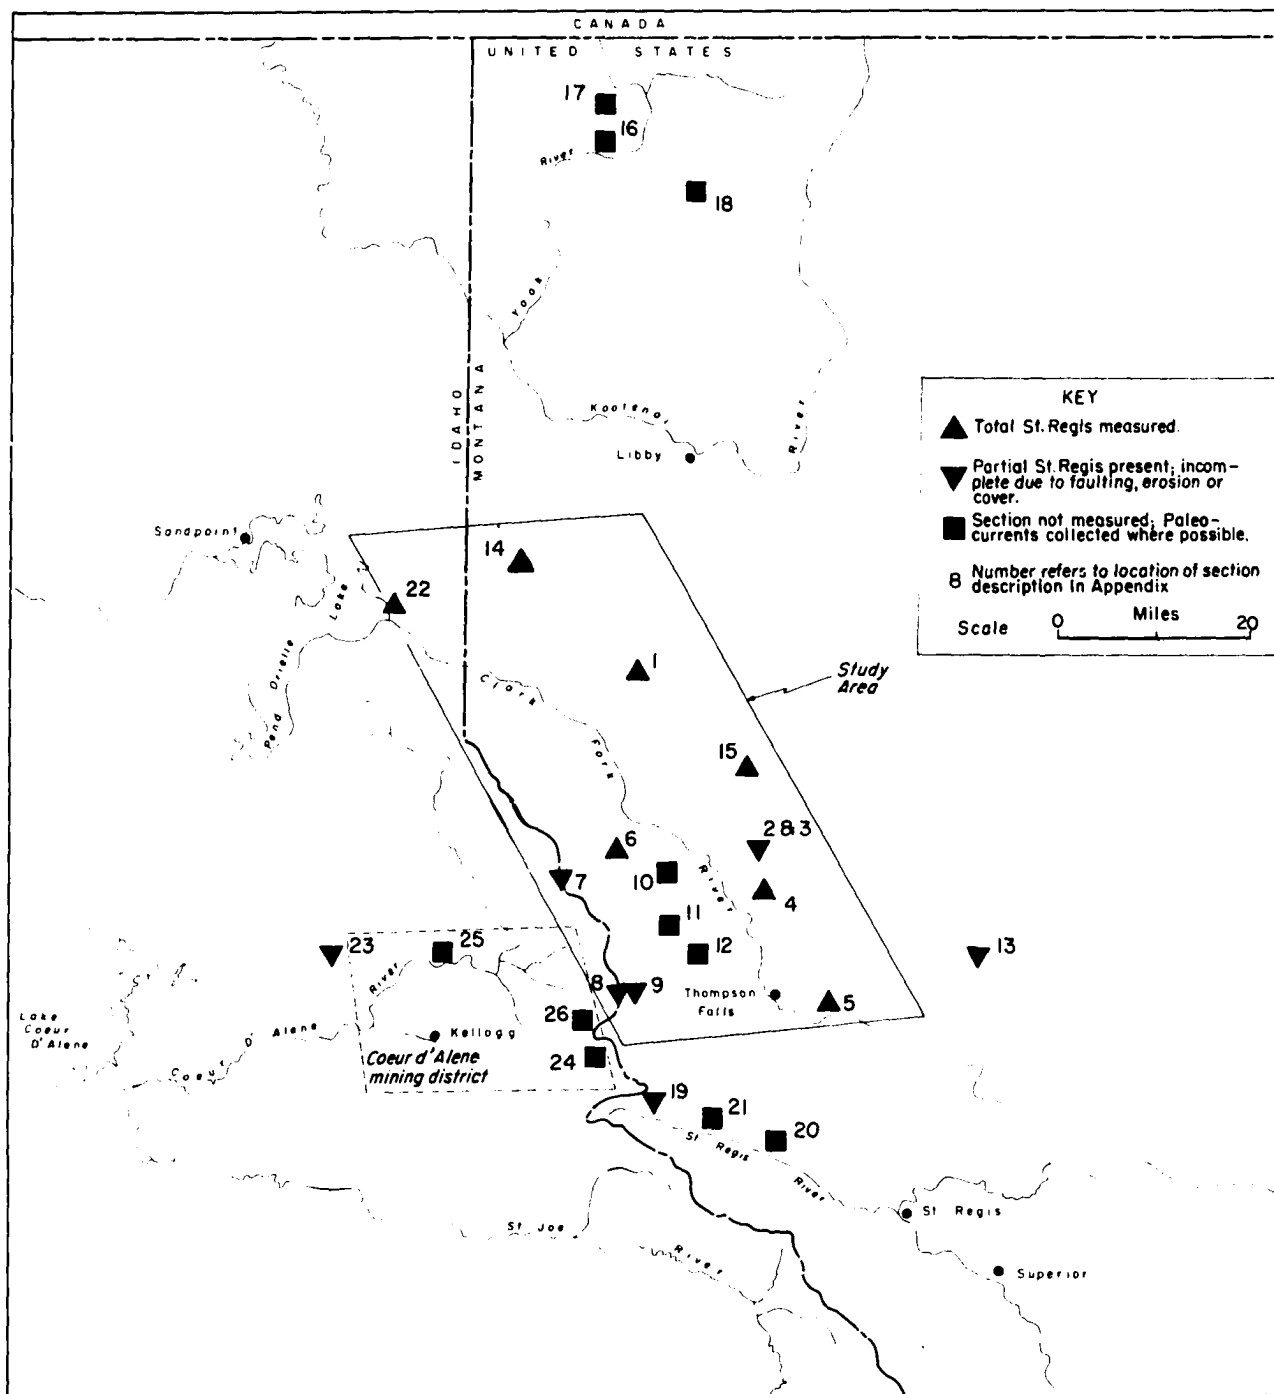 CANADA
UNITED STATES
17
16
River
18
Yaak
IDAHO
MONTANA
Kootenai
River
Libby
KEY
Total St. Regis measured.
Partial St. Regis present; incom-
plete due to faulting, erosion or
cover.
Section not measured; Paleo-
currents collected where possible.
8 Number refers to location of section
description in Appendix
Scale 0 Miles 20
Sandpoint
14
22
Lake
Pend Orielle
1
Study
Area
Clark
Fork
River
15
2 & 3
6
10
7
4
11
12
13
23
25
River
8
9
Thompson
Falls
5
26
Lake
Coeur
D'Alene
Coeur D' Alene
Kellogg
Coeur d'Alene
mining district
24
19
21
20
St Regis
River
St Regis
St Joe
River
Superior